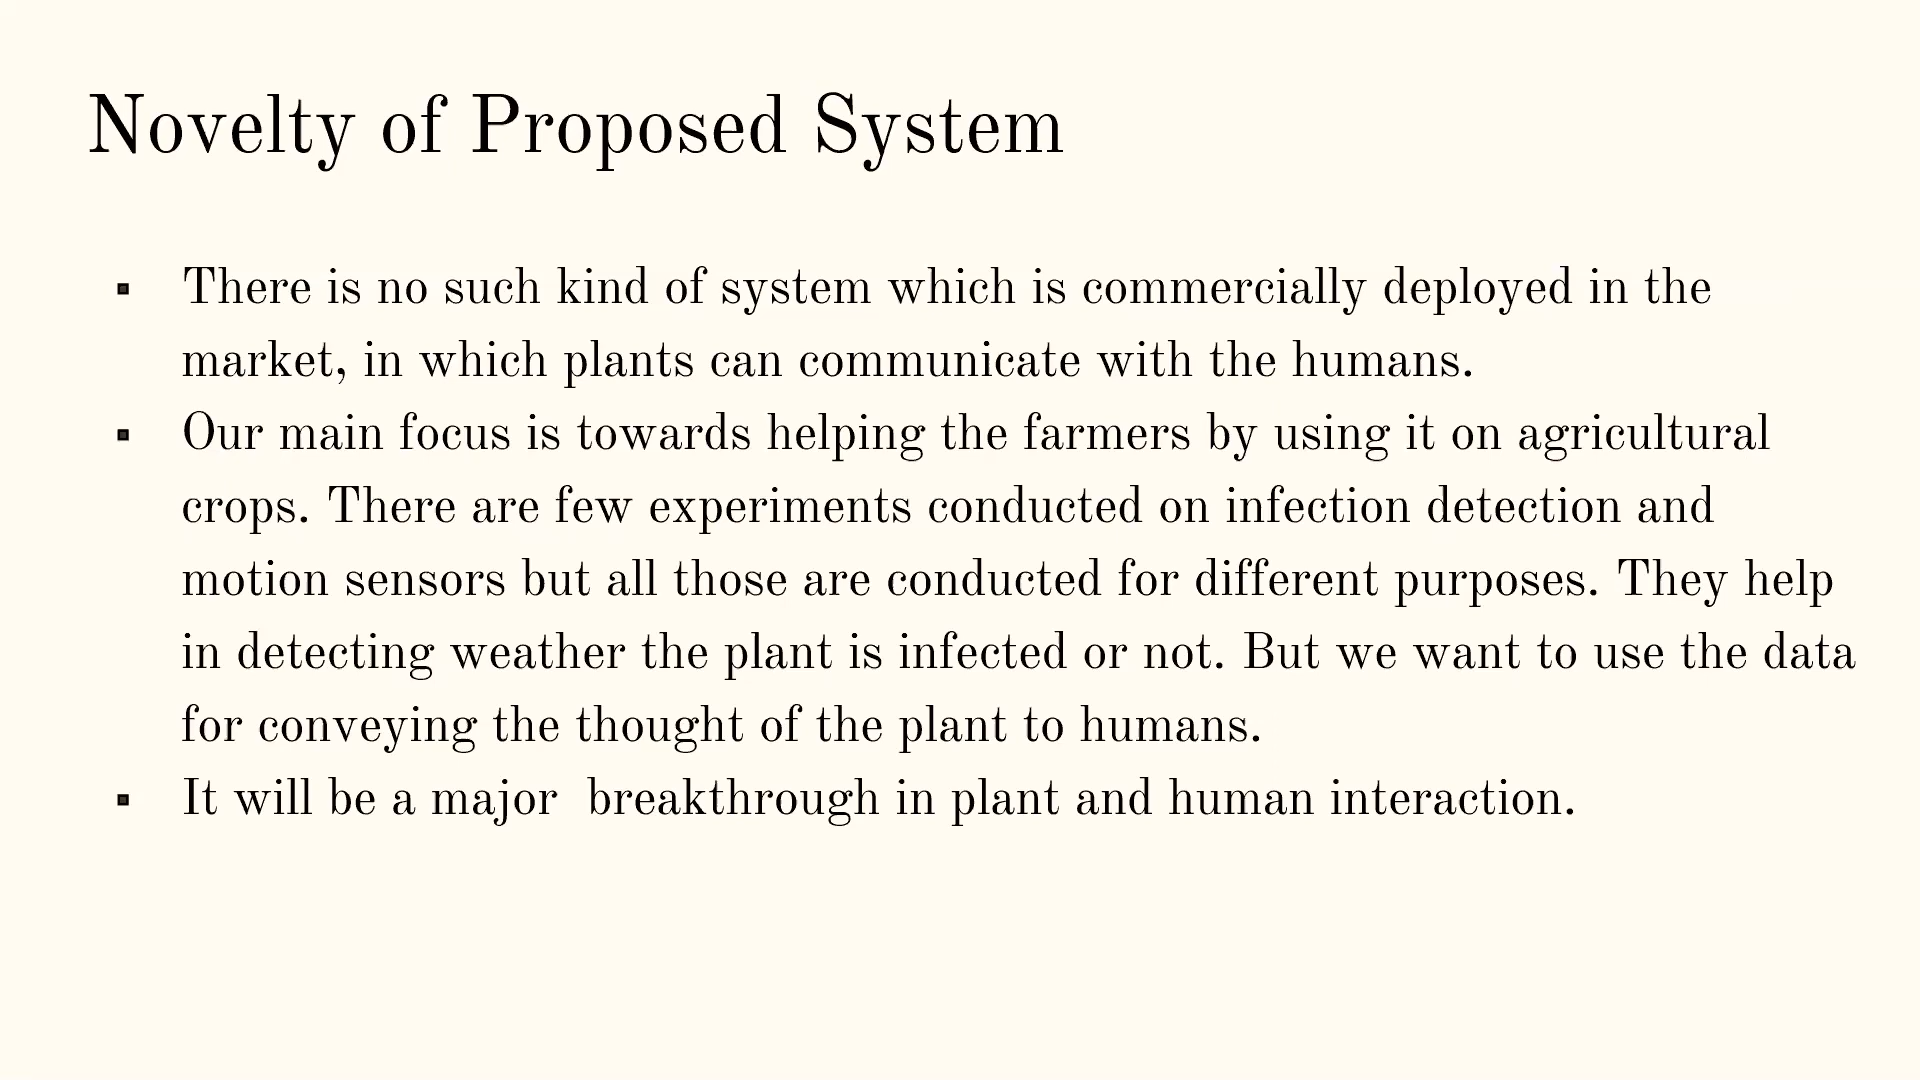 Novelty of Proposed System
▪ There is no such kind of system which is commercially deployed in the
market, in which plants can communicate with the humans.
▪ Our main focus is towards helping the farmers by using it on agricultural
crops. There are few experiments conducted on infection detection and
motion sensors but all those are conducted for different purposes. They help
in detecting weather the plant is infected or not. But we want to use the data
for conveying the thought of the plant to humans.
▪ It will be a major  breakthrough in plant and human interaction.